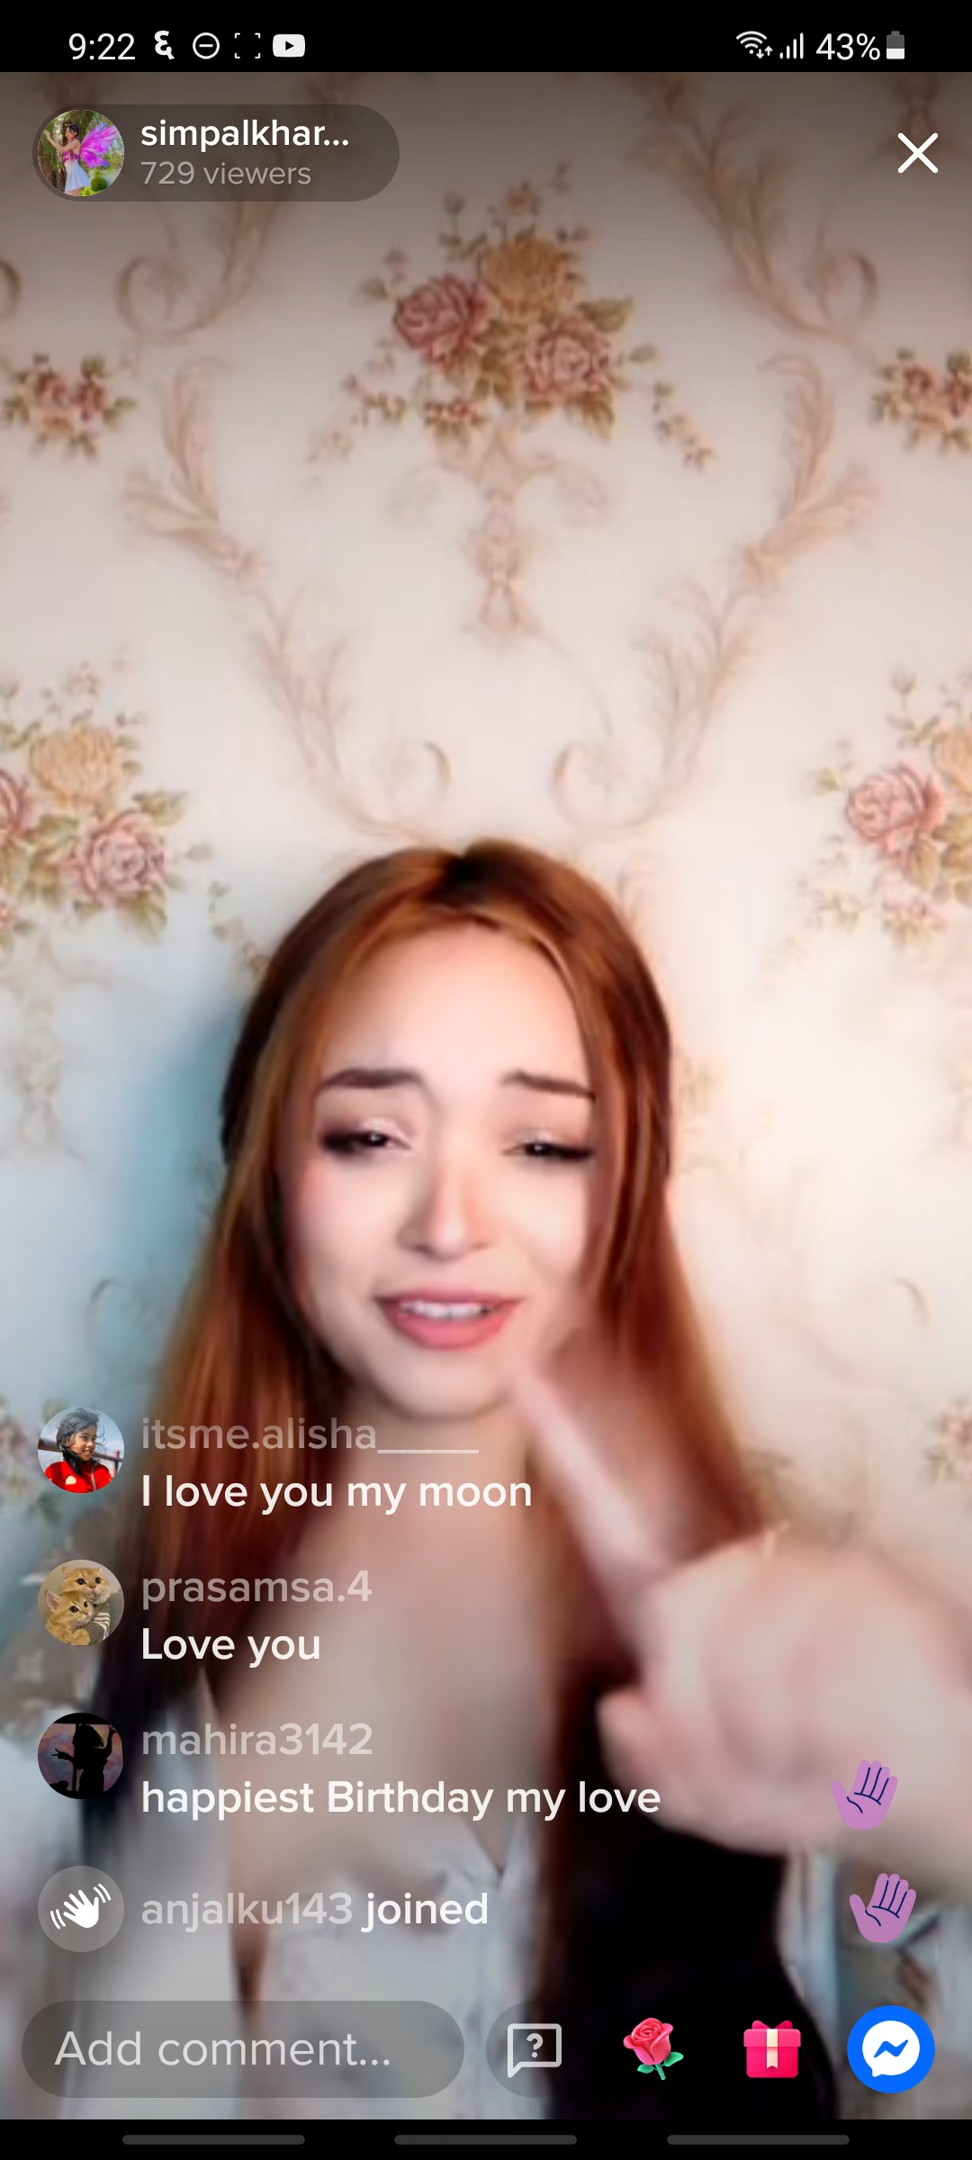 9:22
43%
simpalkhar...
729 viewers
itsme.alisha_____
I love you my moon
prasamsa.4
Love you
mahira3142
happiest Birthday my love
anjalku143 joined
Add comment...
?